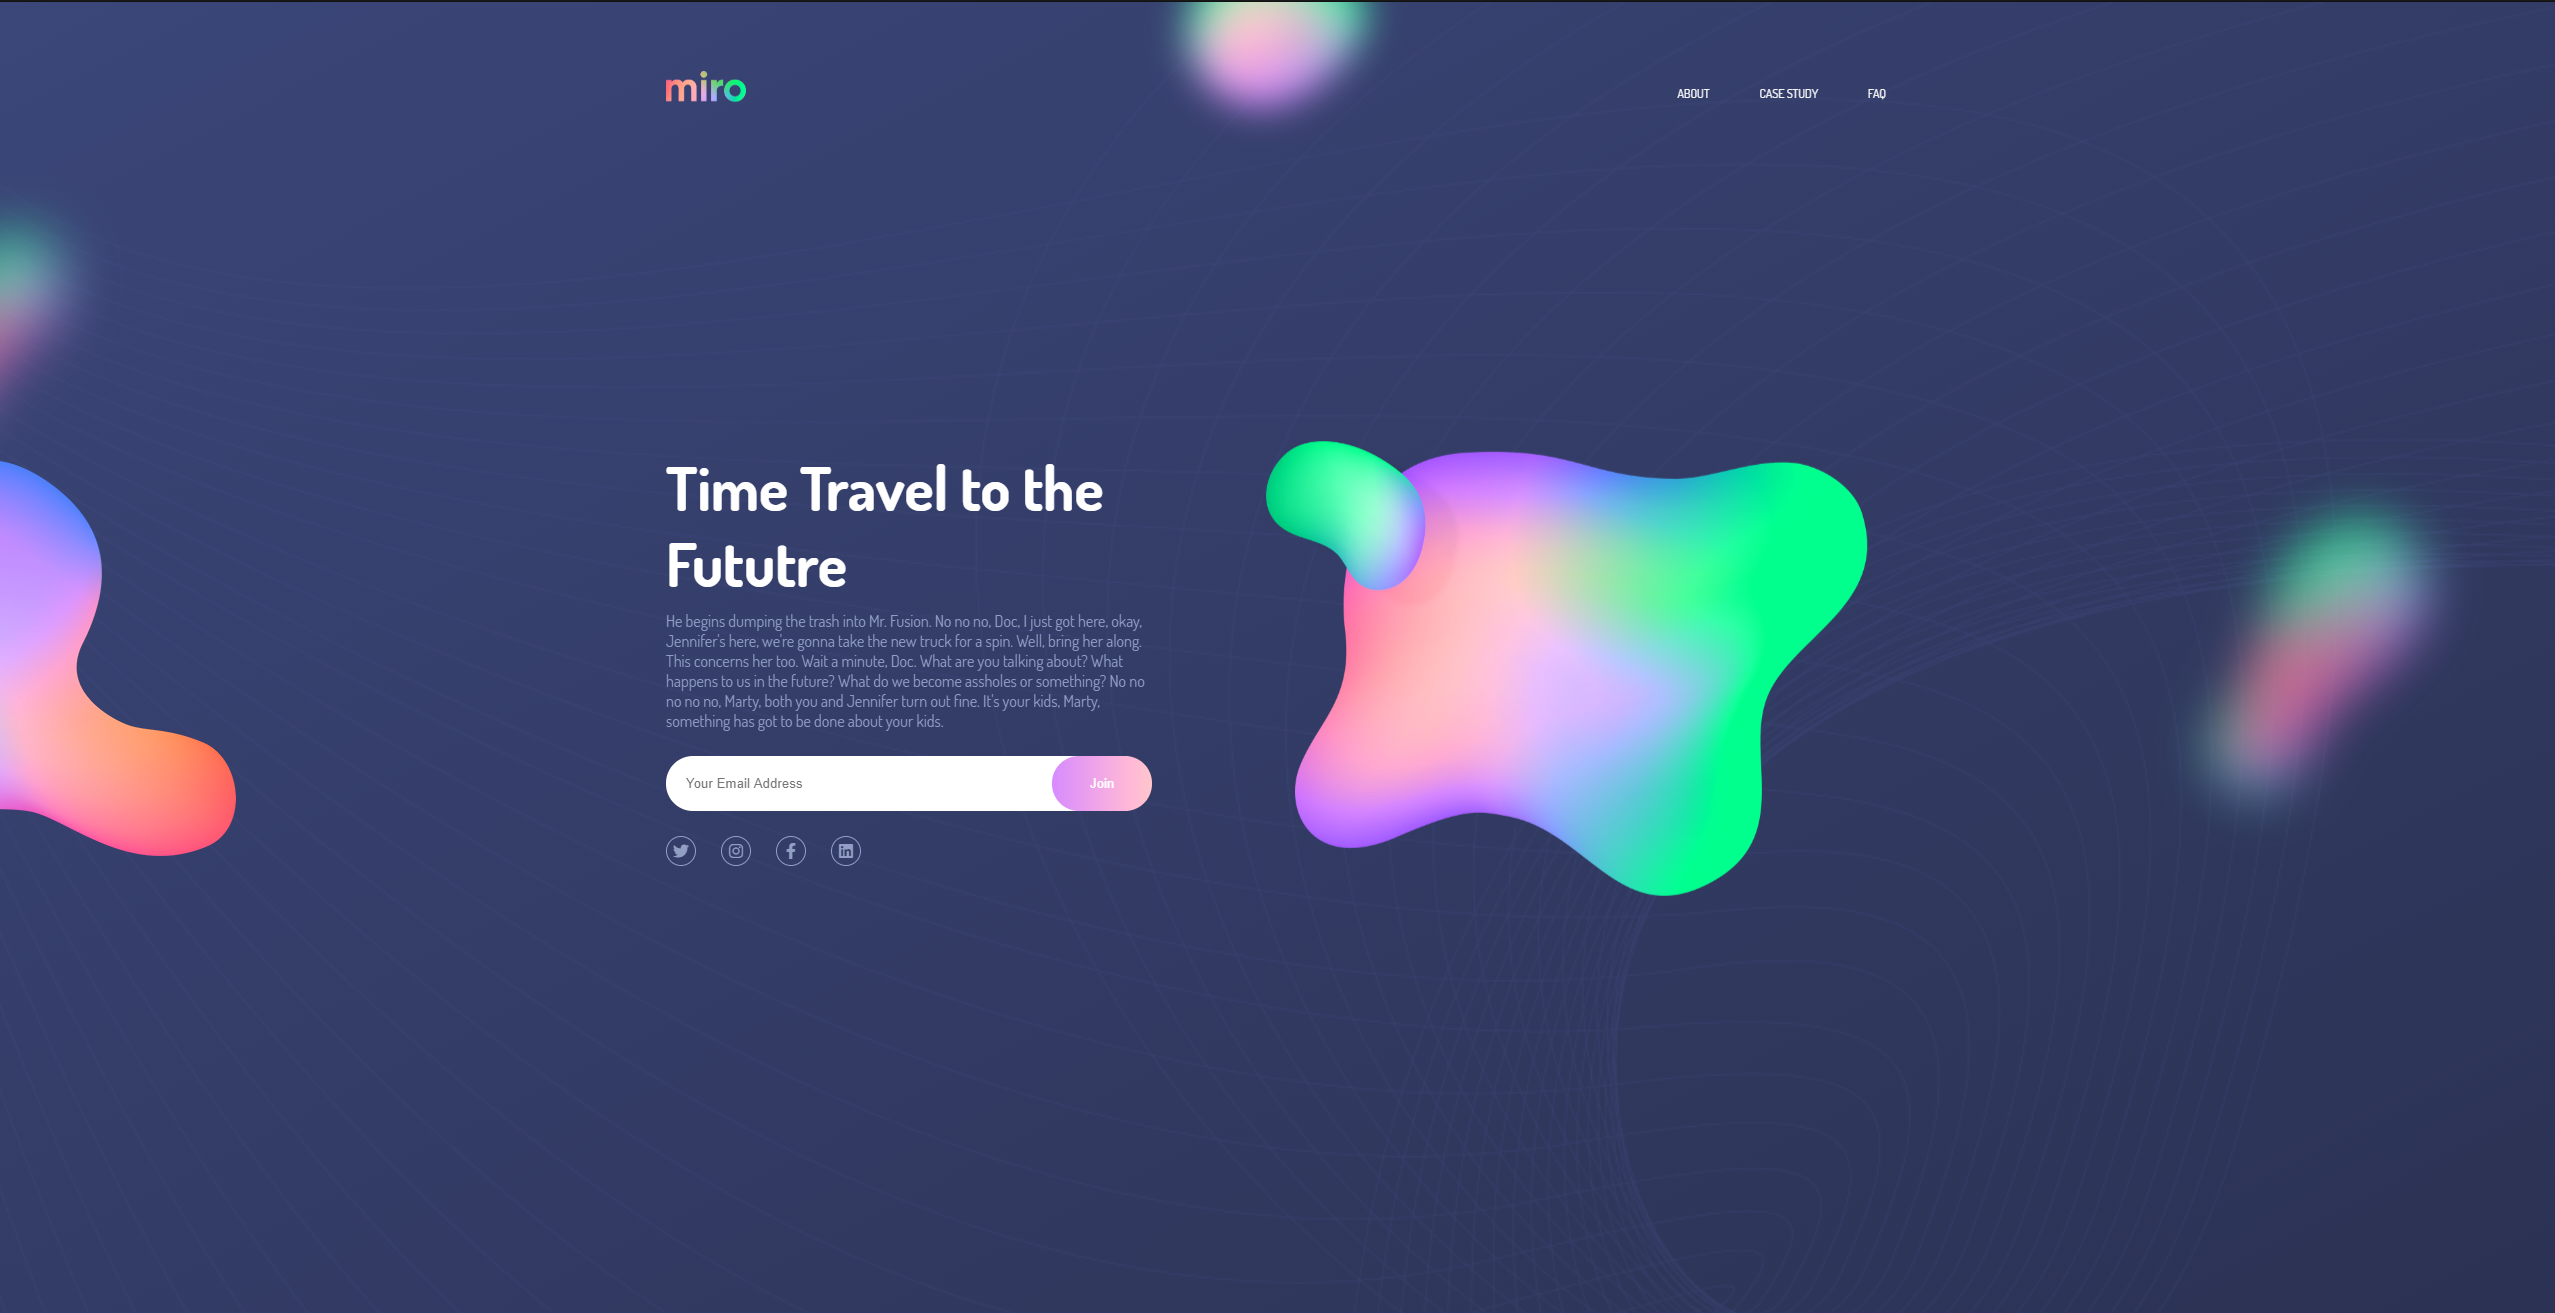 miro
ABOUT CASE STUDY FAQ
Time Travel to the
Fututre
He begins dumping the trash into Mr. Fusion. No no no, Doc, I just got here, okay,
Jennifer's here, we're gonna take the new truck for a spin. Well, bring her along.
This concerns her too. Wait a minute, Doc. What are you talking about? What
happens to us in the future? What do we become assholes or something? No no
no no no, Marty, both you and Jennifer turn out fine. It's your kids, Marty,
something has got to be done about your kids.
Your Email Address Join